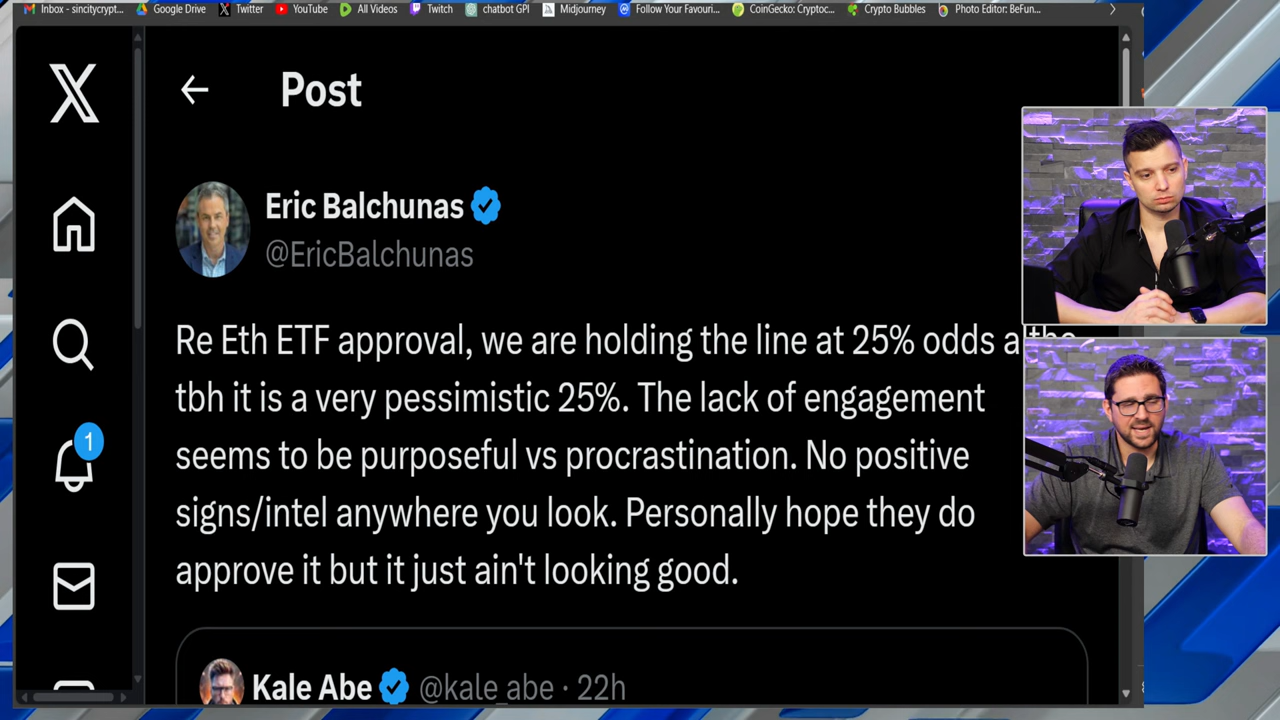 Inbox - sincitycrypt... Google Drive Twitter YouTube All Videos Twitch chatbot GPI Midjourney Follow Your Favouri... CoinGecko: Cryptoc... Crypto Bubbles Photo Editor: BeFun...
Post
Eric Balchunas
@EricBalchunas
Re Eth ETF approval, we are holding the line at 25% odds altho
tbh it is a very pessimistic 25%. The lack of engagement
seems to be purposeful vs procrastination. No positive
signs/intel anywhere you look. Personally hope they do
approve it but it just ain't looking good.
1
Kale Abe @kale_abe · 22h